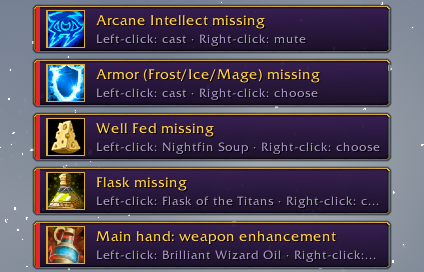 Arcane Intellect missing
Left-click: cast · Right-click: mute
Armor (Frost/Ice/Mage) missing
Left-click: cast · Right-click: choose
Well Fed missing
Left-click: Nightfin Soup · Right-click: choose
Flask missing
Left-click: Flask of the Titans · Right-click: c...
Main hand: weapon enhancement
Left-click: Brilliant Wizard Oil · Right-click:...